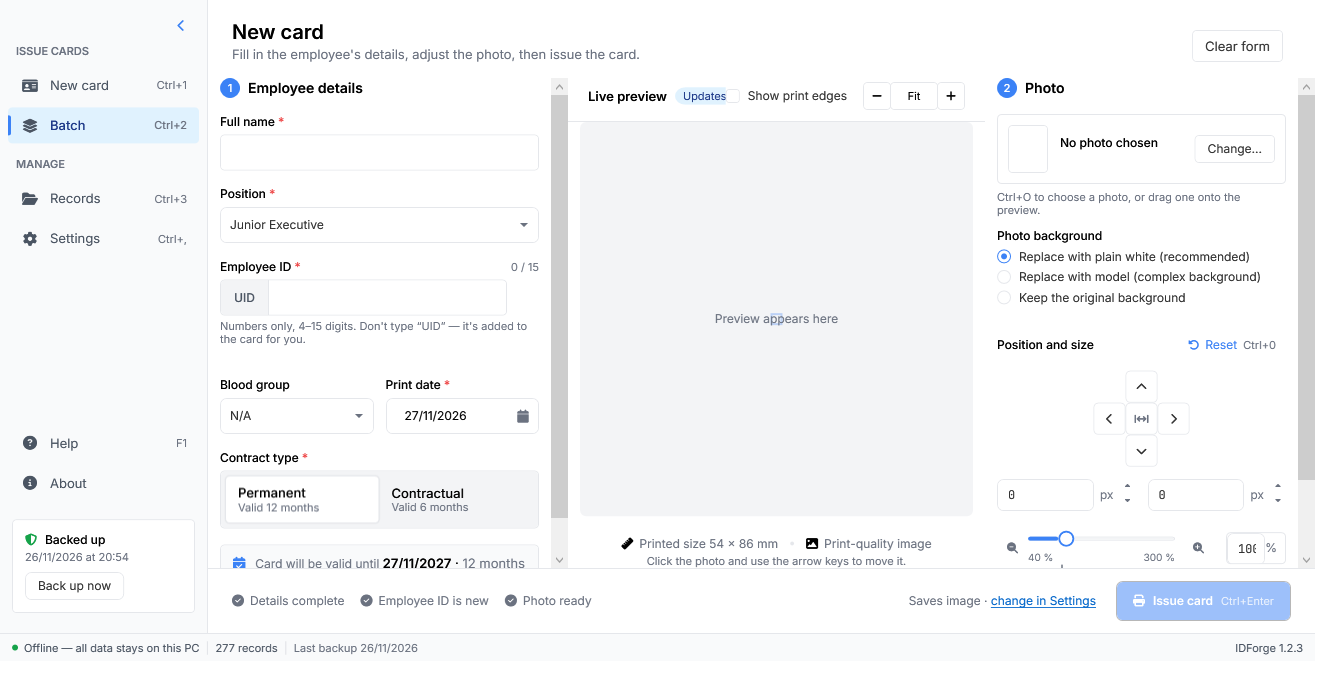 ISSUE CARDS
New card Ctrl+1
Batch Ctrl+2
MANAGE
Records Ctrl+3
Settings Ctrl+,
Help F1
About
Backed up
26/11/2026 at 20:54
Back up now
New card
Fill in the employee's details, adjust the photo, then issue the card.
Clear form
1 Employee details
Full name *
Position *
Junior Executive
Employee ID * 0 / 15
UID
Numbers only, 4–15 digits. Don't type “UID” — it's added to
the card for you.
Blood group Print date *
N/A 27/11/2026
Contract type *
Permanent Contractual
Valid 12 months Valid 6 months
Card will be valid until 27/11/2027 · 12 months
Live preview Updates Show print edges − Fit +
Preview appears here
Printed size 54 × 86 mm • Print-quality image
Click the photo and use the arrow keys to move it.
2 Photo
No photo chosen Change...
Ctrl+O to choose a photo, or drag one onto the
preview.
Photo background
Replace with plain white (recommended)
Replace with model (complex background)
Keep the original background
Position and size Reset Ctrl+0
0 px 0 px
40 % 300 % 100 %
Details complete Employee ID is new Photo ready
Saves image · change in Settings Issue card Ctrl+Enter
Offline — all data stays on this PC 277 records Last backup 26/11/2026 IDForge 1.2.3